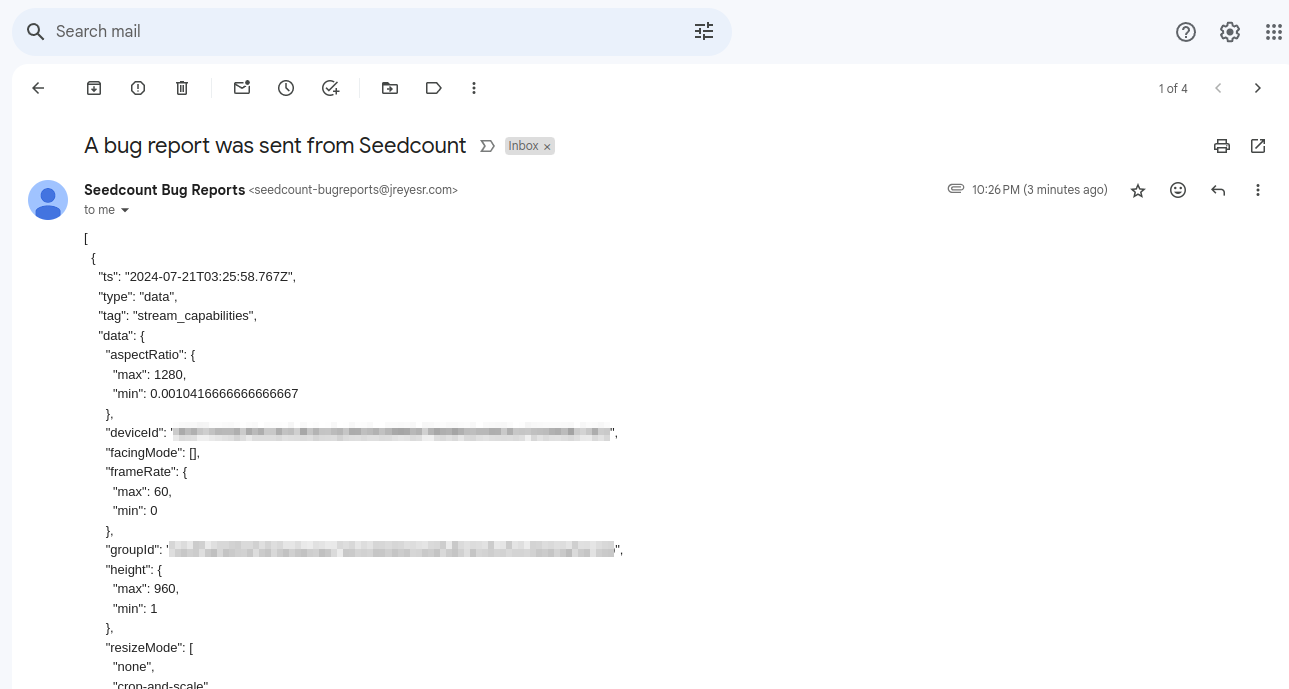 Search mail
1 of 4
A bug report was sent from Seedcount
Inbox ×
Seedcount Bug Reports <seedcount-bugreports@jreyesr.com>
10:26 PM (3 minutes ago)
to me
[
{
"ts": "2024-07-21T03:25:58.767Z",
"type": "data",
"tag": "stream_capabilities",
"data": {
"aspectRatio": {
"max": 1280,
"min": 0.0010416666666666667
},
"deviceId": "",
"facingMode": [],
"frameRate": {
"max": 60,
"min": 0
},
"groupId": "",
"height": {
"max": 960,
"min": 1
},
"resizeMode": [
"none",
"crop-and-scale"